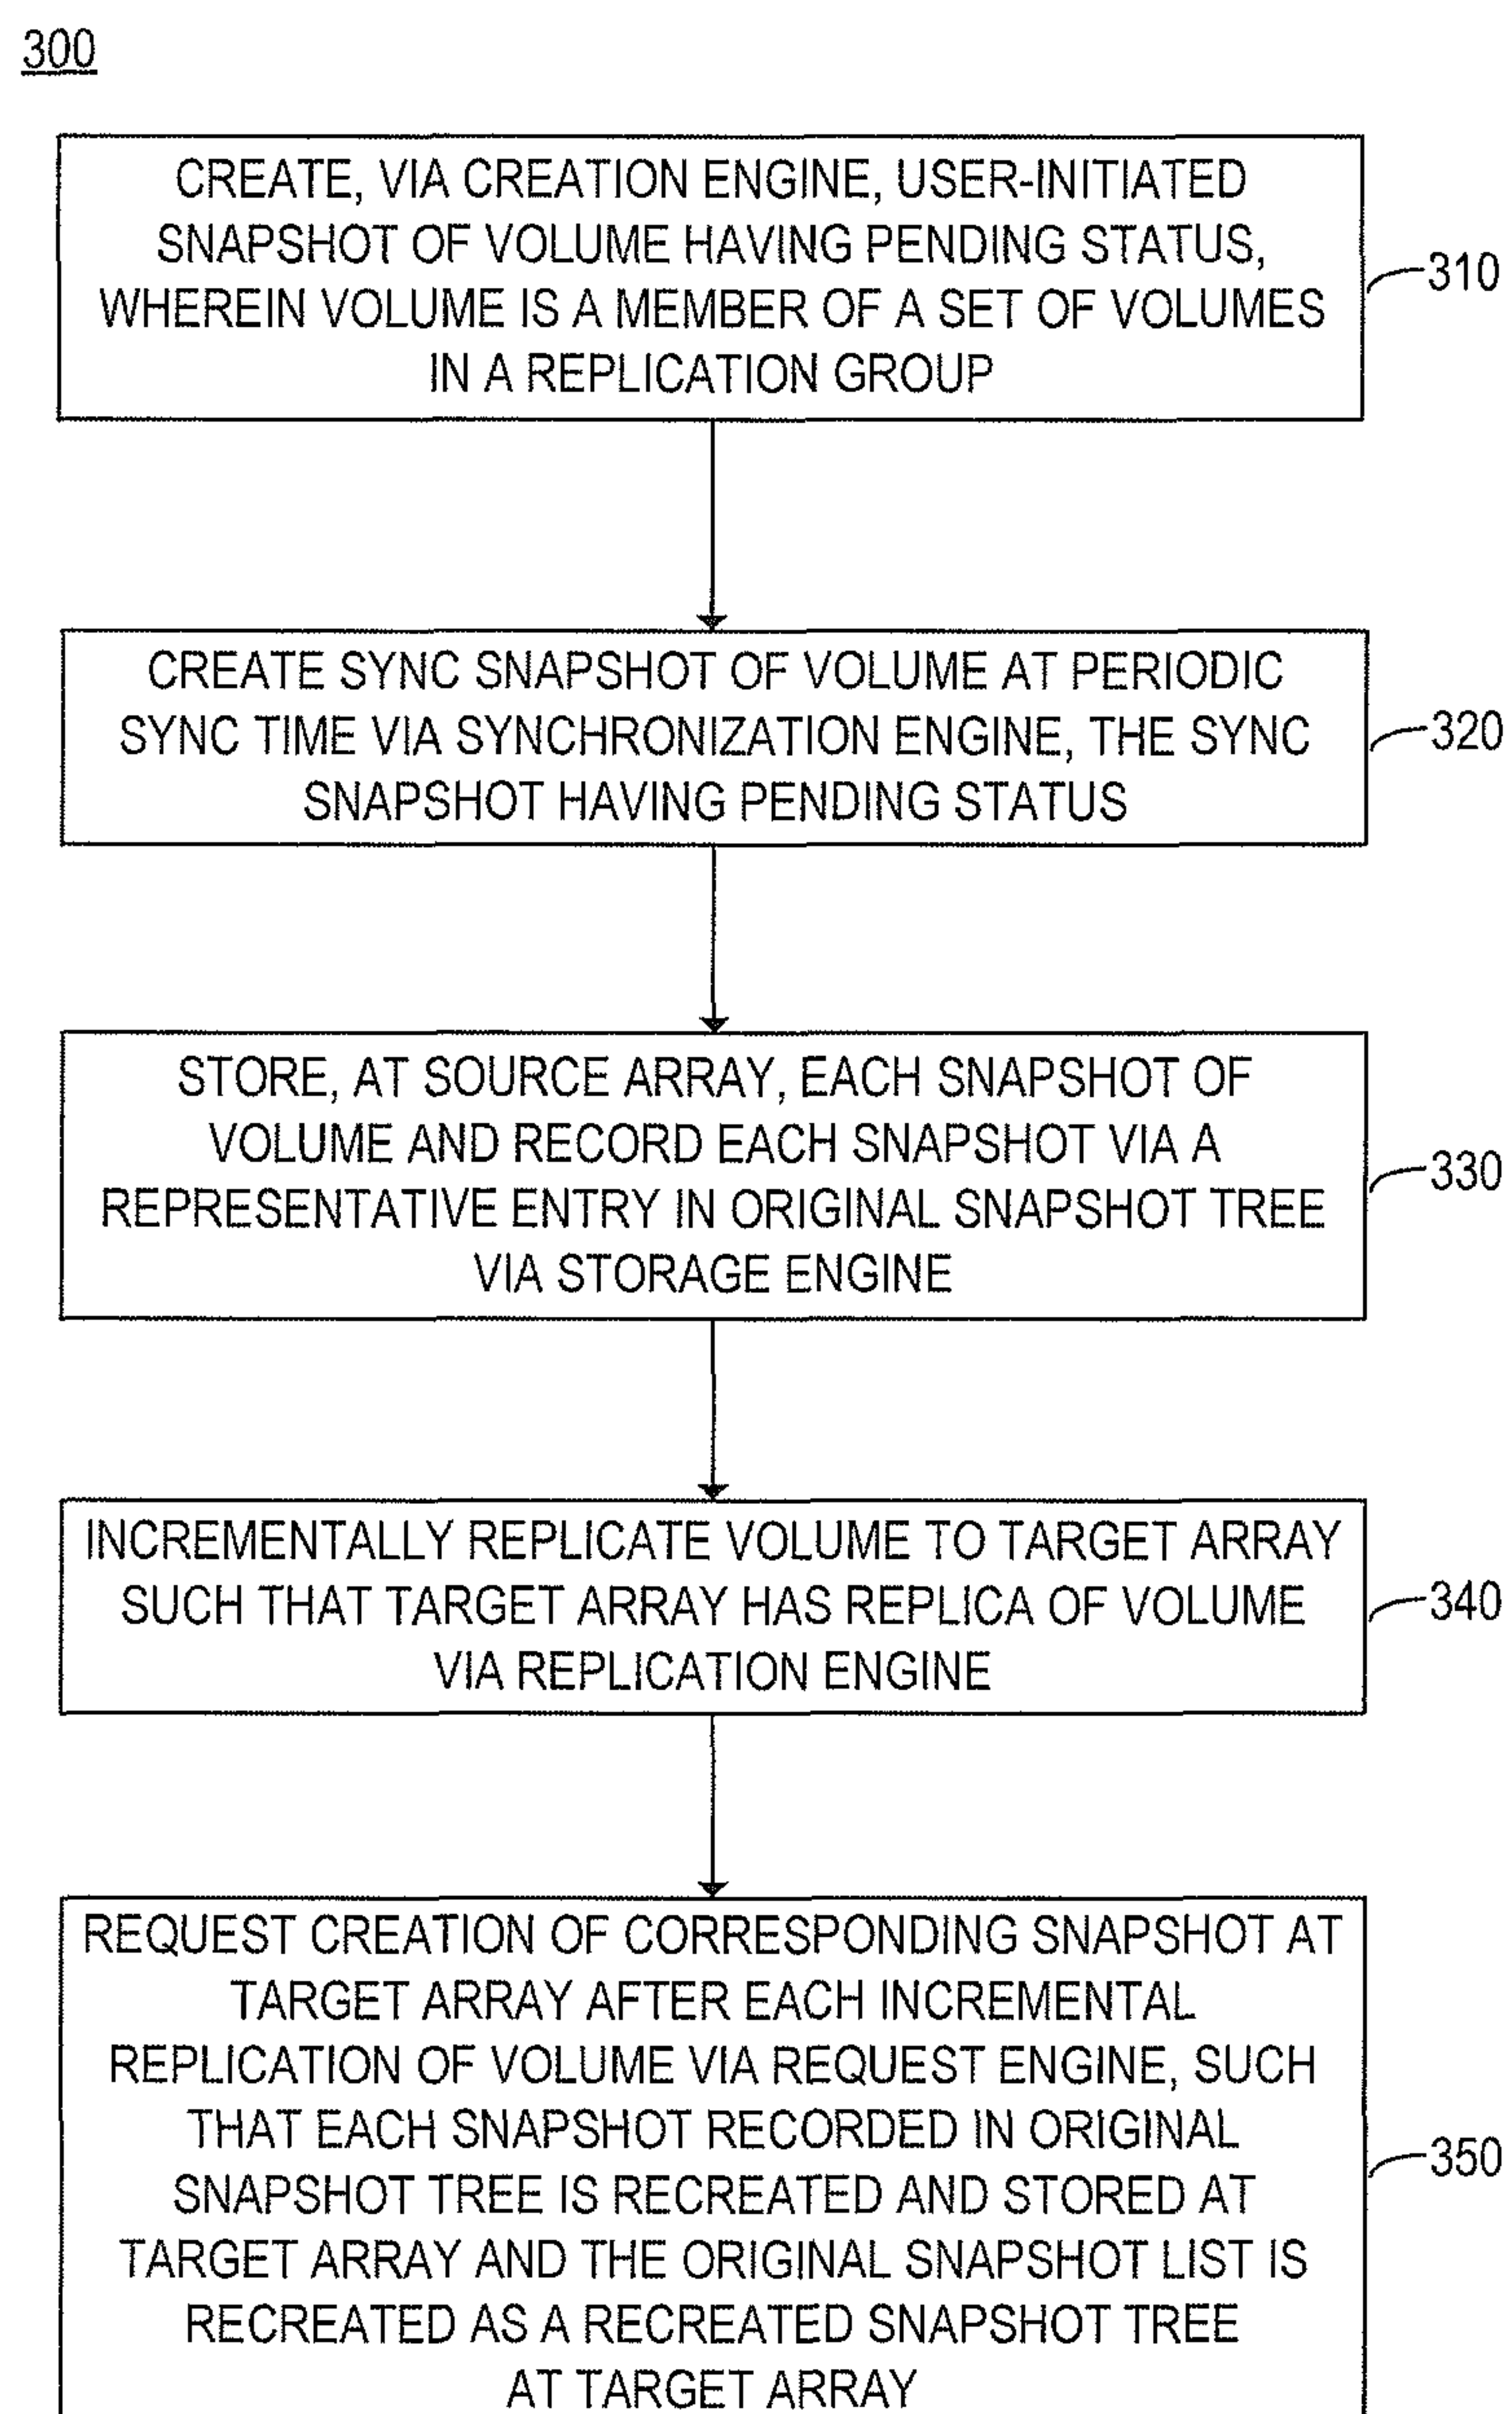 300
CREATE, VIA CREATION ENGINE, USER-INITIATED
SNAPSHOT OF VOLUME HAVING PENDING STATUS,
WHEREIN VOLUME IS A MEMBER OF A SET OF VOLUMES
IN A REPLICATION GROUP
310
CREATE SYNC SNAPSHOT OF VOLUME AT PERIODIC
SYNC TIME VIA SYNCHRONIZATION ENGINE, THE SYNC
SNAPSHOT HAVING PENDING STATUS
320
STORE, AT SOURCE ARRAY, EACH SNAPSHOT OF
VOLUME AND RECORD EACH SNAPSHOT VIA A
REPRESENTATIVE ENTRY IN ORIGINAL SNAPSHOT TREE
VIA STORAGE ENGINE
330
INCREMENTALLY REPLICATE VOLUME TO TARGET ARRAY
SUCH THAT TARGET ARRAY HAS REPLICA OF VOLUME
VIA REPLICATION ENGINE
340
REQUEST CREATION OF CORRESPONDING SNAPSHOT AT
TARGET ARRAY AFTER EACH INCREMENTAL
REPLICATION OF VOLUME VIA REQUEST ENGINE, SUCH
THAT EACH SNAPSHOT RECORDED IN ORIGINAL
SNAPSHOT TREE IS RECREATED AND STORED AT
TARGET ARRAY AND THE ORIGINAL SNAPSHOT LIST IS
RECREATED AS A RECREATED SNAPSHOT TREE
AT TARGET ARRAY
350